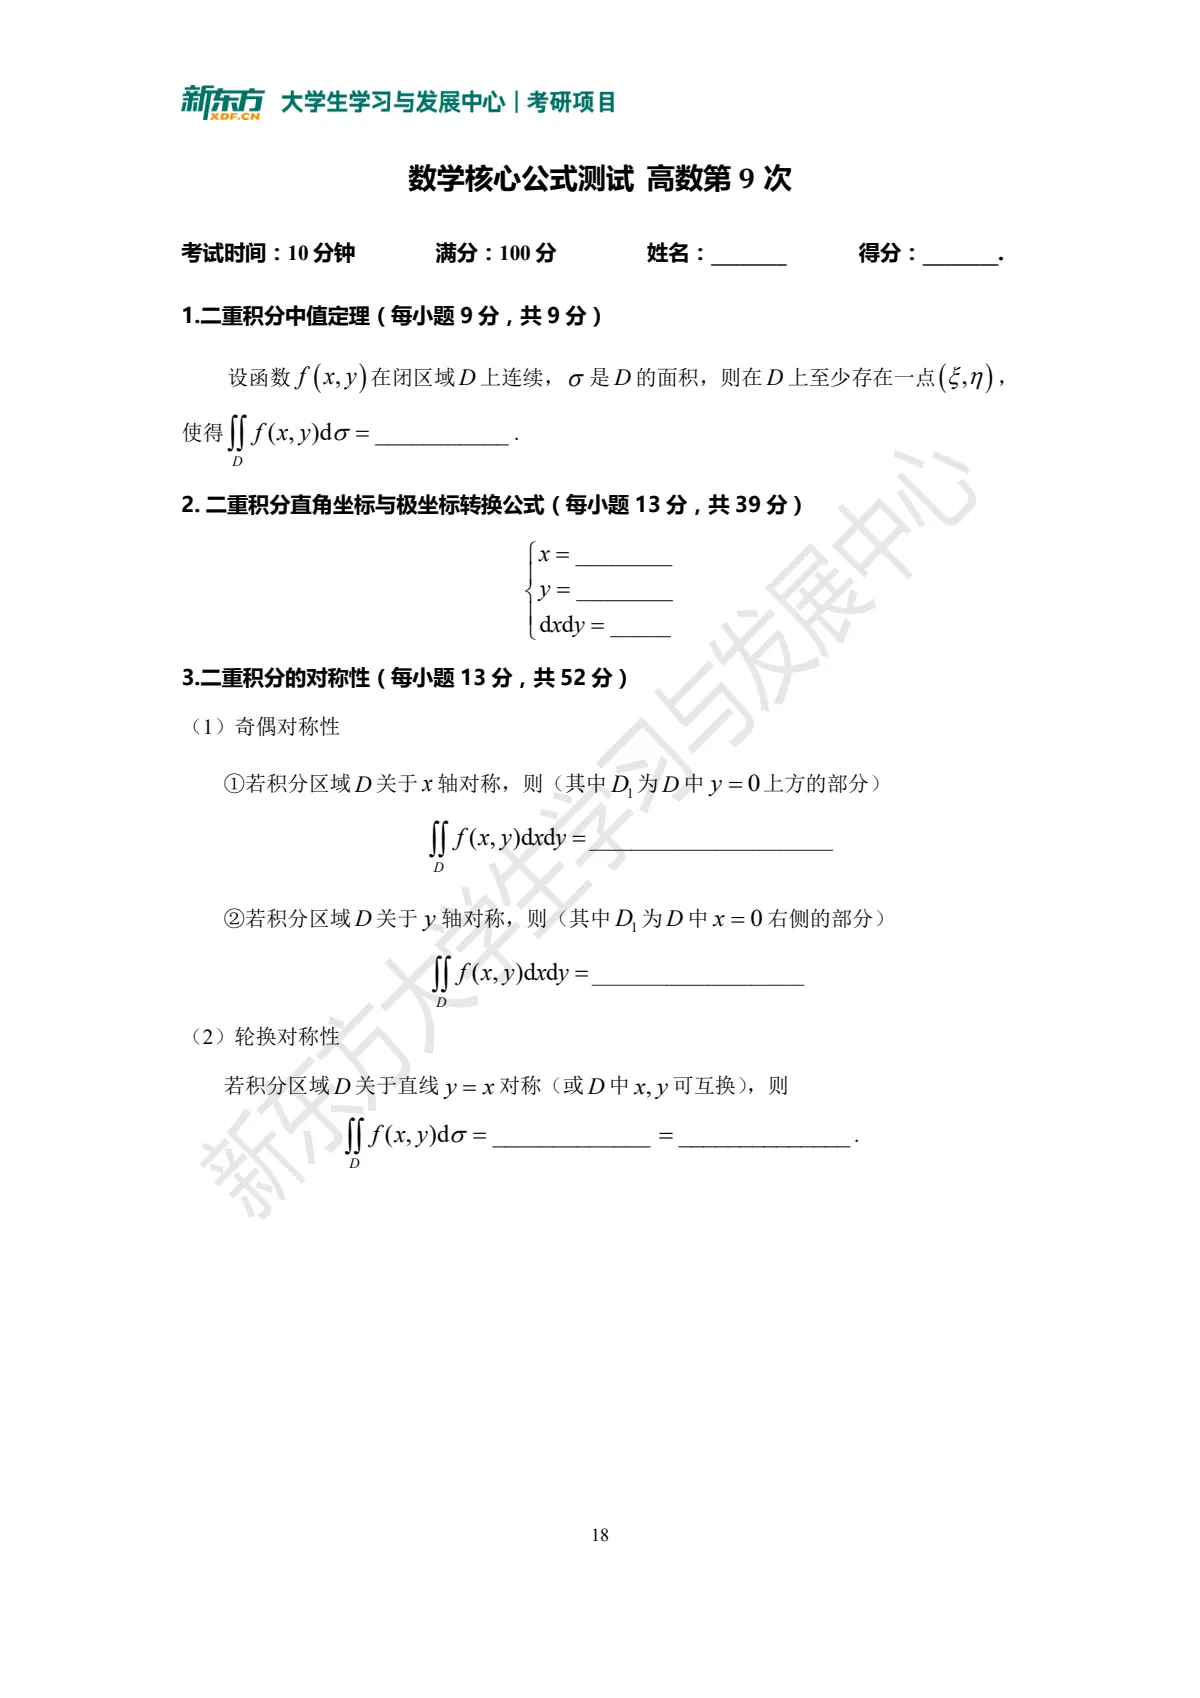 新东方 XDF.CN 大学生学习与发展中心 | 考研项目
数学核心公式测试 高数第 9 次
考试时间：10 分钟 满分：100 分 姓名：_______ 得分：_______.
1.二重积分中值定理（每小题 9 分，共 9 分）
设函数 f(x,y) 在闭区域 D 上连续，σ 是 D 的面积，则在 D 上至少存在一点(ξ,η)，
使得∬_D f(x,y)dσ = ___________ .
2. 二重积分直角坐标与极坐标转换公式（每小题 13 分，共 39 分）
x = ________
y = ________
dxdy = _____
3.二重积分的对称性（每小题 13 分，共 52 分）
（1）奇偶对称性
①若积分区域 D 关于 x 轴对称，则（其中 D₁ 为 D 中 y = 0 上方的部分）
∬_D f(x,y)dxdy = ____________________
②若积分区域 D 关于 y 轴对称，则（其中 D₁ 为 D 中 x = 0 右侧的部分）
∬_D f(x,y)dxdy = __________________
（2）轮换对称性
若积分区域 D 关于直线 y = x 对称（或 D 中 x, y 可互换），则
∬_D f(x,y)dσ = _____________ = ______________ .
新东方大学生学习与发展中心
18